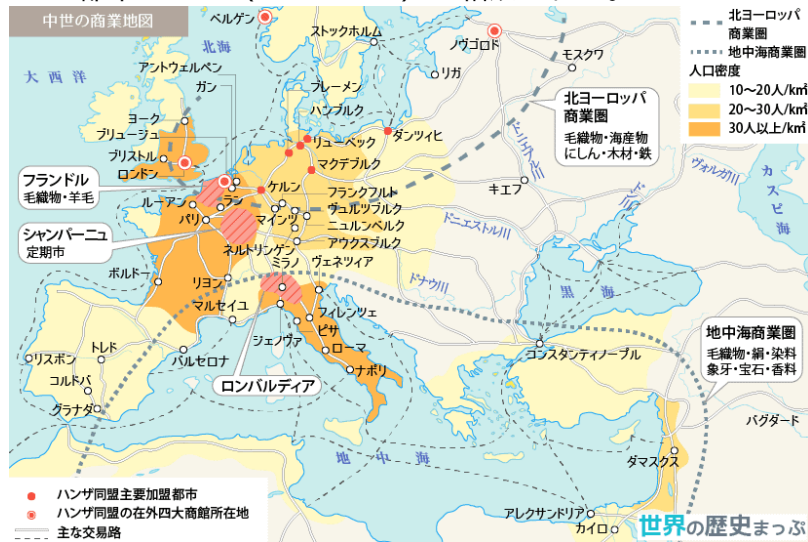 中世の商業地図
北ヨーロッパ
商業圏
地中海商業圏
人口密度
10〜20人/km²
20〜30人/km²
30人以上/km²
ベルゲン
ストックホルム
ノヴゴロド
モスクワ
リガ
北海
大西洋
アントウェルペン
ガン
ブレーメン
ハンブルク
ヨーク
ブリュージュ
ブリストル
ロンドン
リューベック
ダンツィヒ
マクデブルク
北ヨーロッパ
商業圏
毛織物・海産物
にしん・木材・鉄
フランドル
毛織物・羊毛
ケルン
フランクフルト
ルーアン
ラン
パリ
マインツ
ヴュルツブルク
ニュルンベルク
アウクスブルク
シャンパーニュ
定期市
ネルトリンゲン
ミラノ
ヴェネツィア
キエフ
ドニエプル川
ドニエストル川
ドナウ川
ドン川
ヴォルガ川
カスピ海
黒海
ボルドー
リヨン
マルセイユ
フィレンツェ
ピサ
ジェノヴァ
ローマ
ナポリ
ロンバルディア
バルセロナ
トレド
リスボン
コルドバ
グラナダ
コンスタンティノープル
地中海商業圏
毛織物・絹・染料
象牙・宝石・香料
バグダード
ダマスクス
地中海
アレクサンドリア
カイロ
ハンザ同盟主要加盟都市
ハンザ同盟の在外四大商館所在地
主な交易路
世界の歴史まっぷ